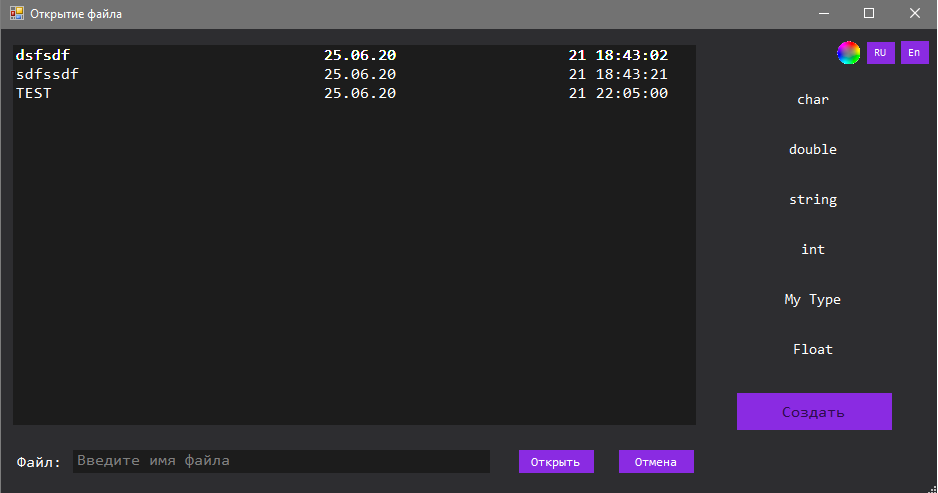 Открытие файла
RU En
dsfsdf 25.06.20 21 18:43:02
sdfssdf 25.06.20 21 18:43:21
TEST 25.06.20 21 22:05:00
char
double
string
int
My Type
Float
Создать
Файл: Введите имя файла Открыть Отмена